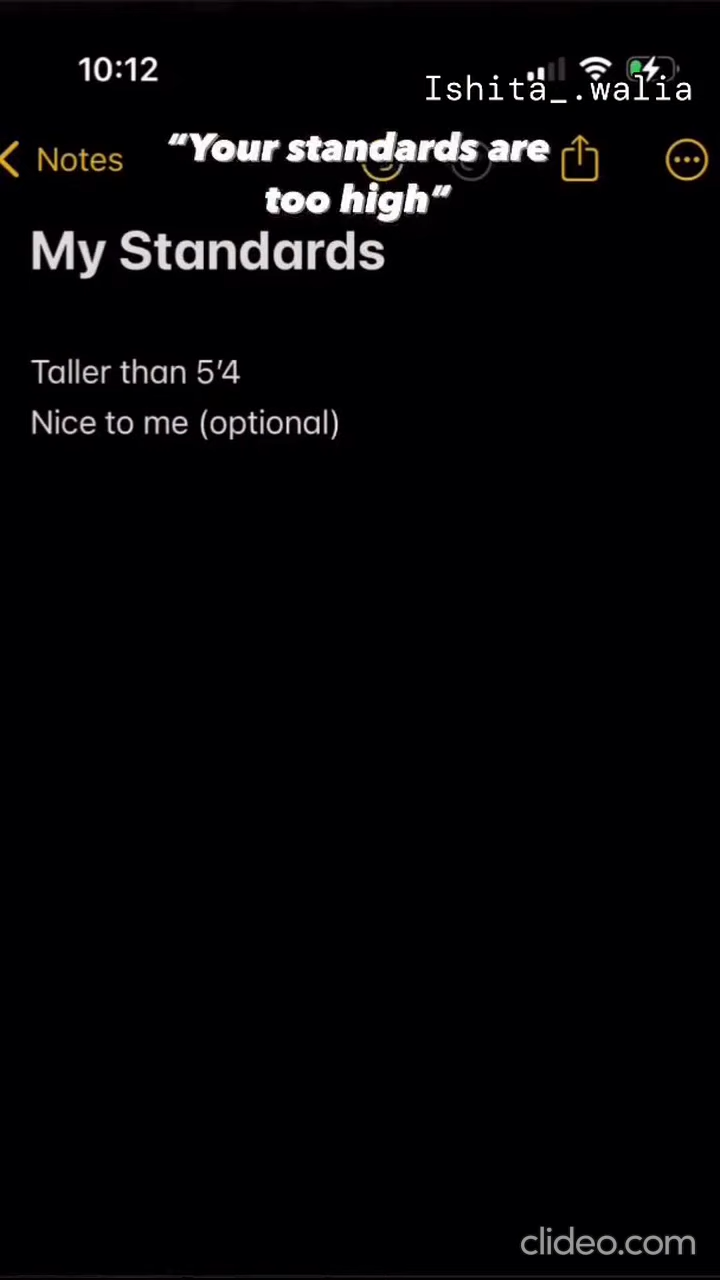 10:12
Ishita_.walia
Notes
“Your standards are
too high“
My Standards
Taller than 5’4
Nice to me (optional)
clideo.com